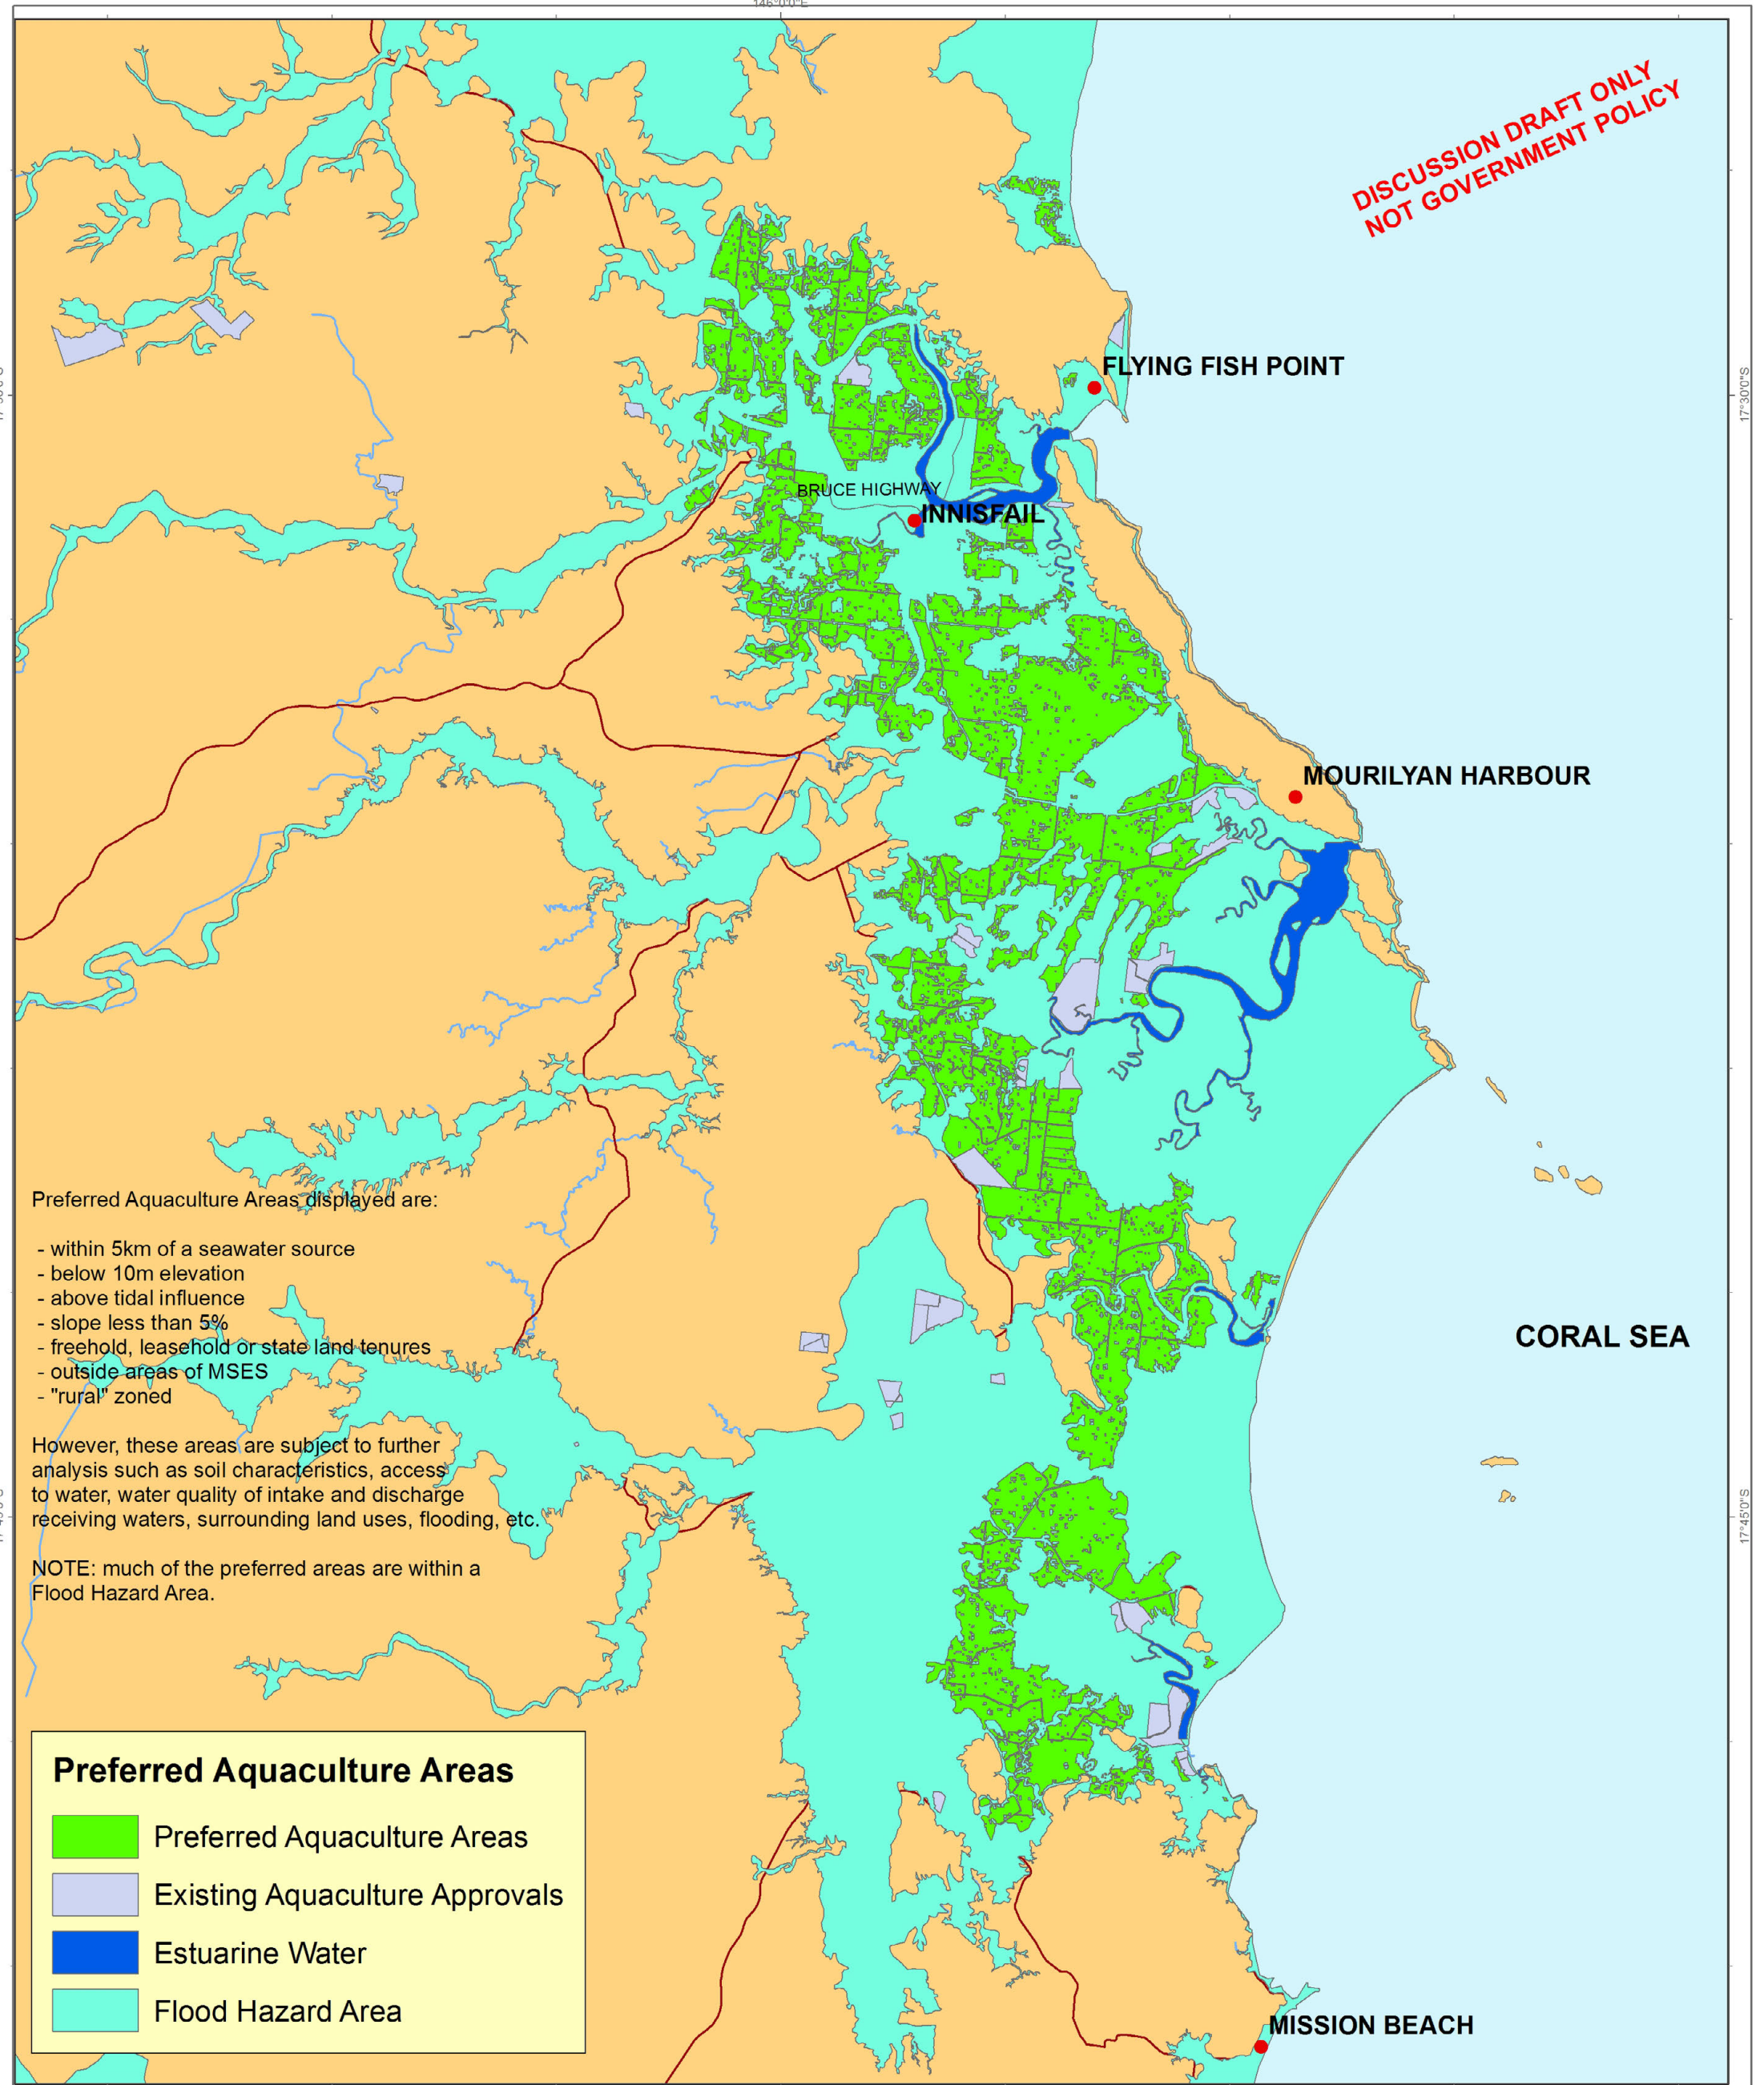 146°0'0"E
DISCUSSION DRAFT ONLY
NOT GOVERNMENT POLICY
FLYING FISH POINT
17°30'0"S
BRUCE HIGHWAY
INNISFAIL
MOURILYAN HARBOUR
Preferred Aquaculture Areas displayed are:
- within 5km of a seawater source
- below 10m elevation
- above tidal influence
- slope less than 5%
- freehold, leasehold or state land tenures
- outside areas of MSES
- "rural" zoned
CORAL SEA
However, these areas are subject to further
analysis such as soil characteristics, access
to water, water quality of intake and discharge
receiving waters, surrounding land uses, flooding, etc.
17°45'0"S
NOTE: much of the preferred areas are within a
Flood Hazard Area.
Preferred Aquaculture Areas
Preferred Aquaculture Areas
Existing Aquaculture Approvals
Estuarine Water
Flood Hazard Area
MISSION BEACH